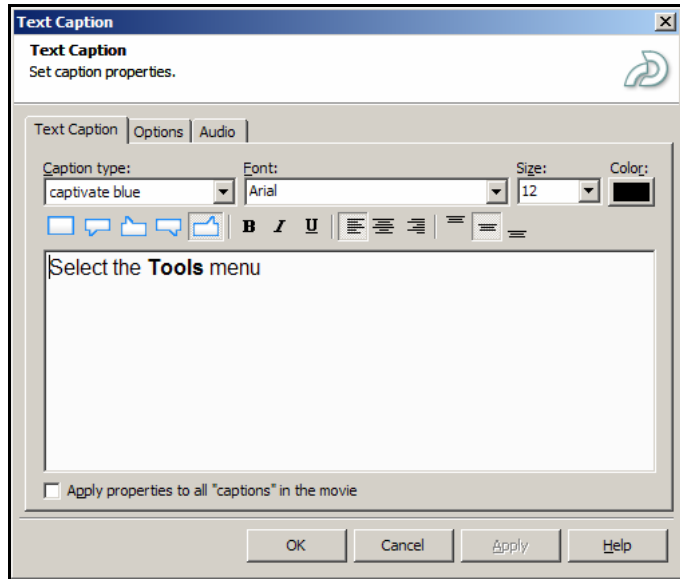 Text Caption
Text Caption
Set caption properties.
Text Caption Options Audio
Caption type: Font: Size: Color:
captivate blue Arial 12
B I U
Select the Tools menu
Apply properties to all "captions" in the movie
OK Cancel Apply Help